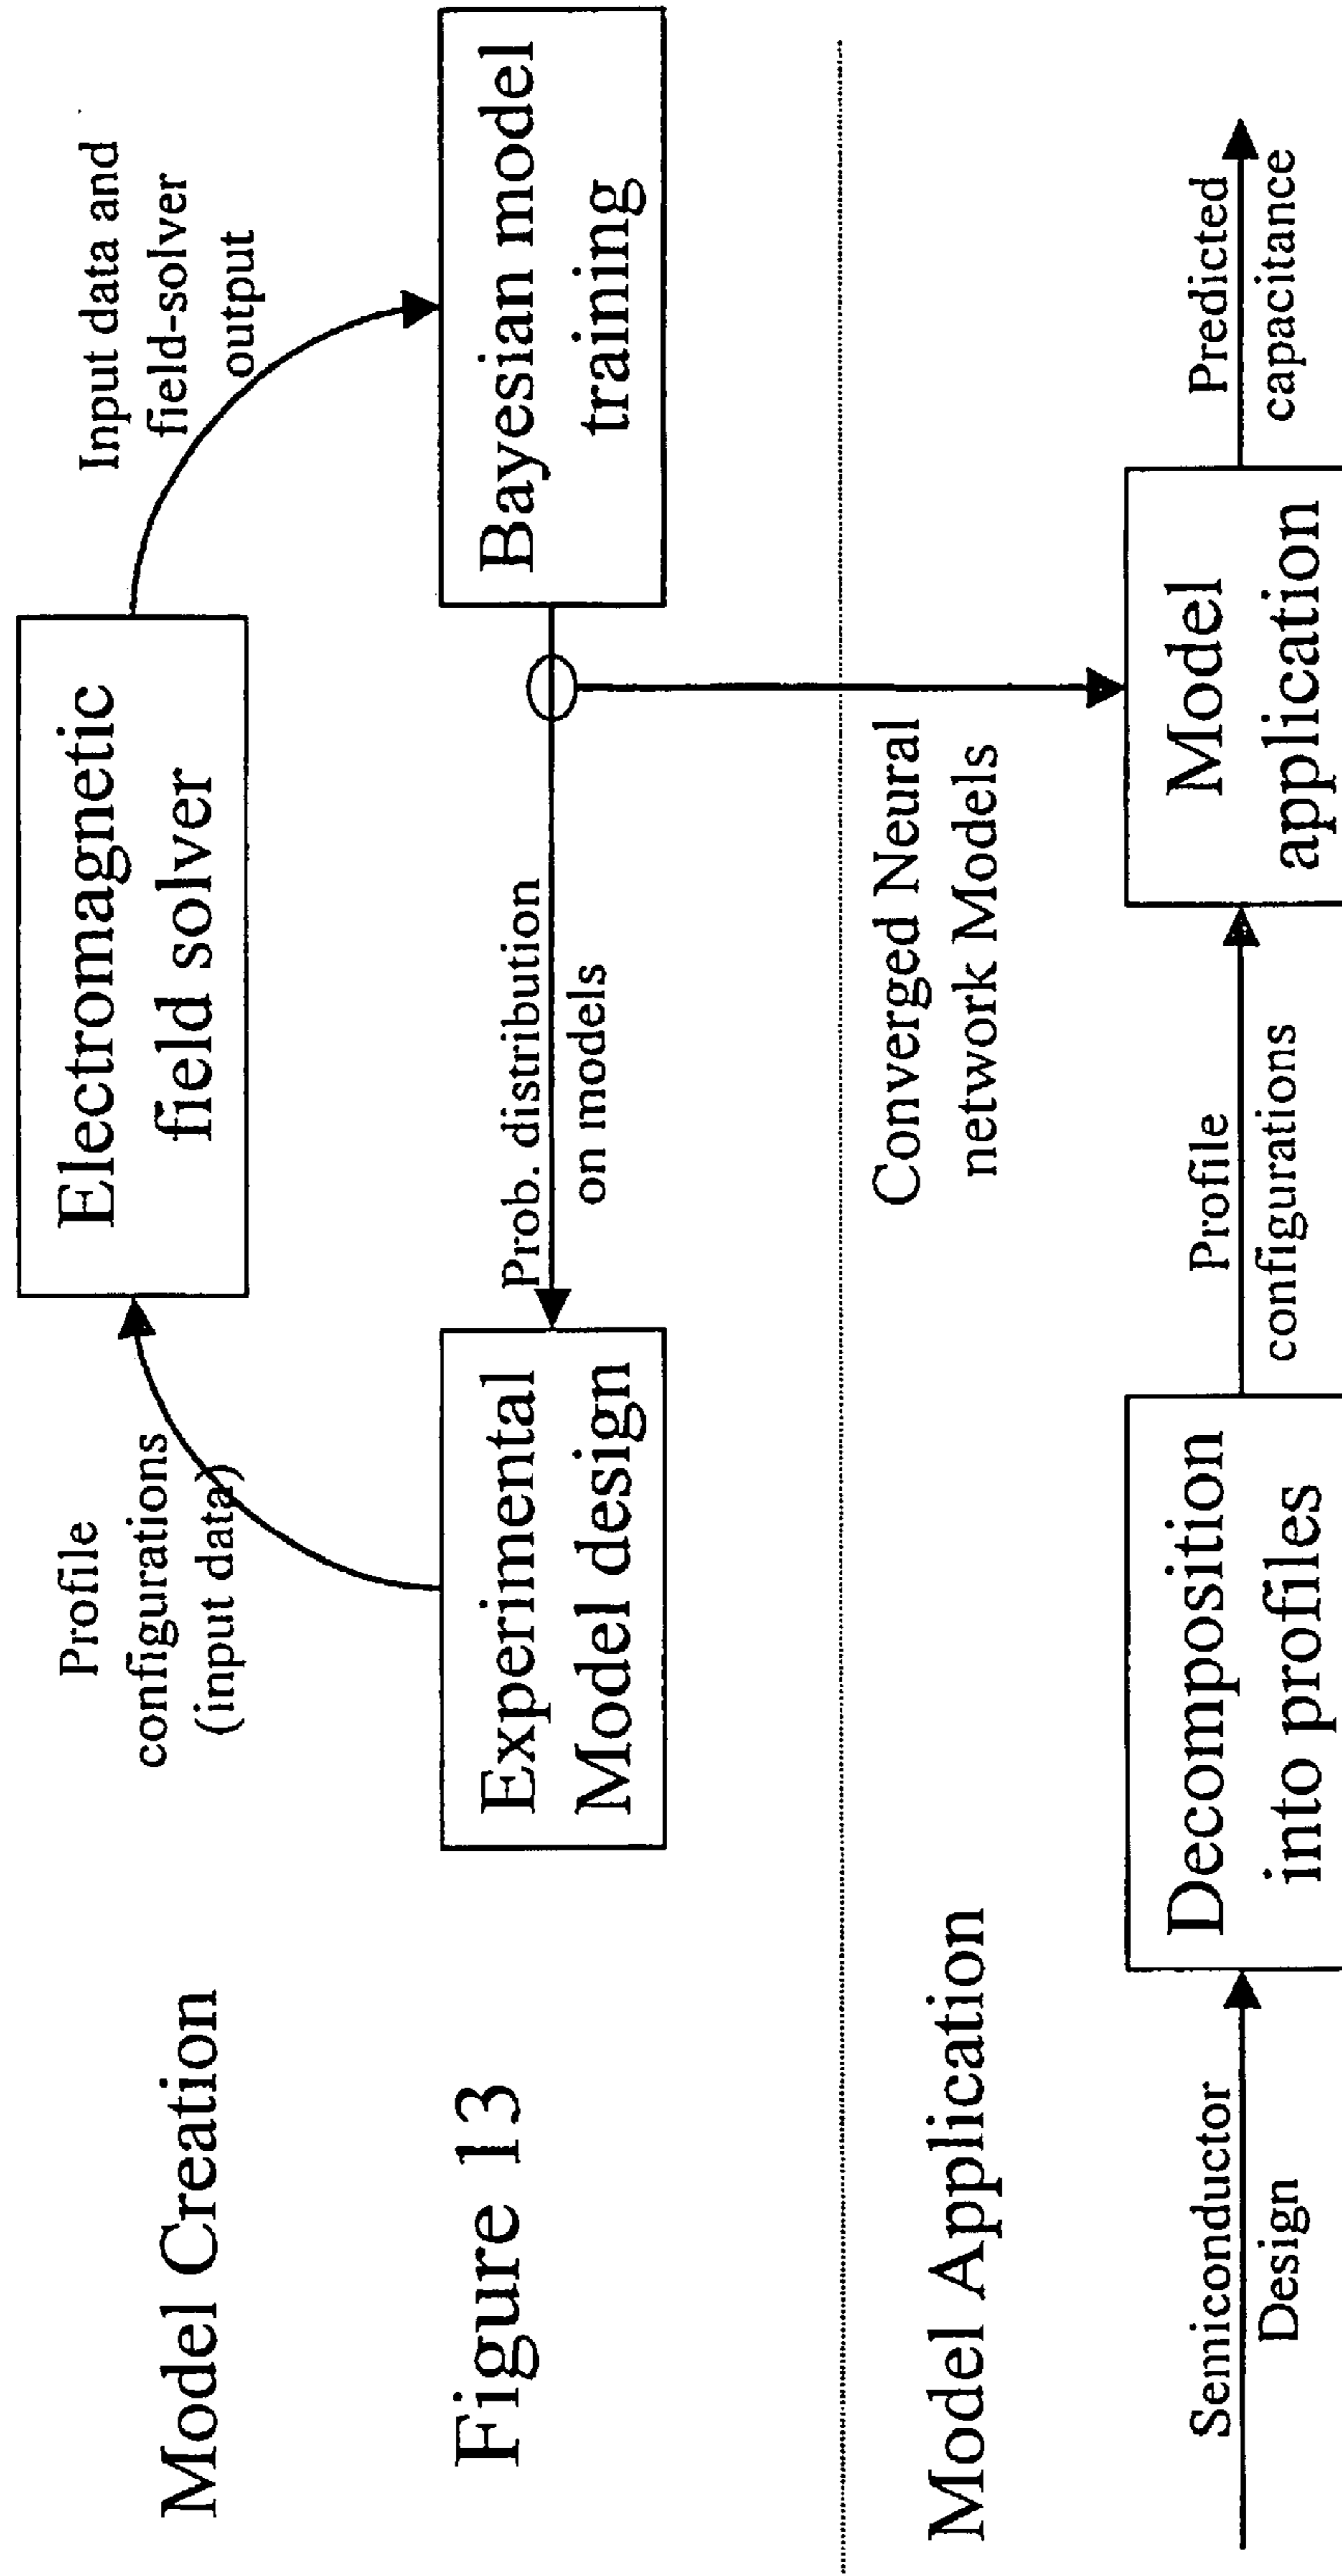 Model Creation
Figure 13
Profile
configurations
(input data)
Electromagnetic
field solver
Input data and
field-solver
output
Experimental
Model design
Prob. distribution
on models
Bayesian model
training
Model Application
Converged Neural
network Models
Semiconductor
Design
Decomposition
into profiles
Profile
configurations
Model
application
Predicted
capacitance